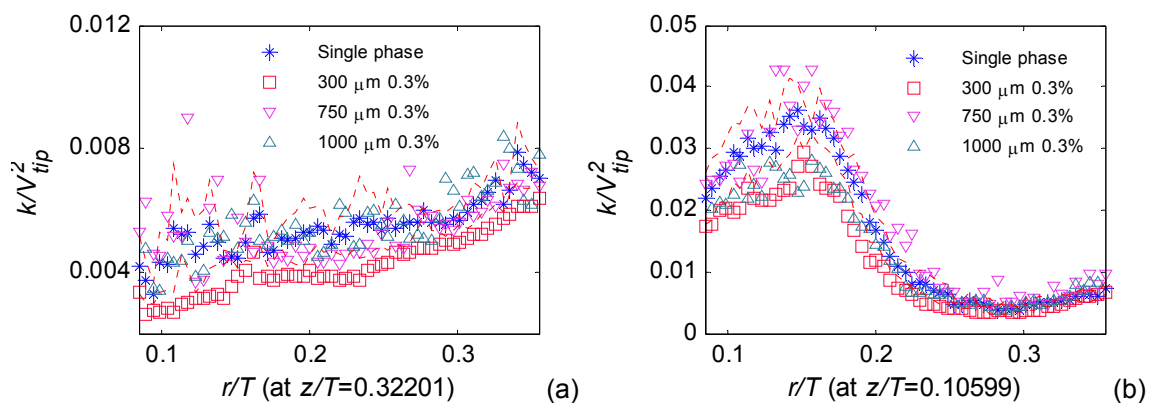 0.012
0.008
0.004
k/V²tip
Single phase
300 μm 0.3%
750 μm 0.3%
1000 μm 0.3%
0.1
0.2
0.3
r/T (at z/T=0.32201)
(a)
0.05
0.04
0.03
0.02
0.01
0
k/V²tip
Single phase
300 μm 0.3%
750 μm 0.3%
1000 μm 0.3%
0.1
0.2
0.3
r/T (at z/T=0.10599)
(b)